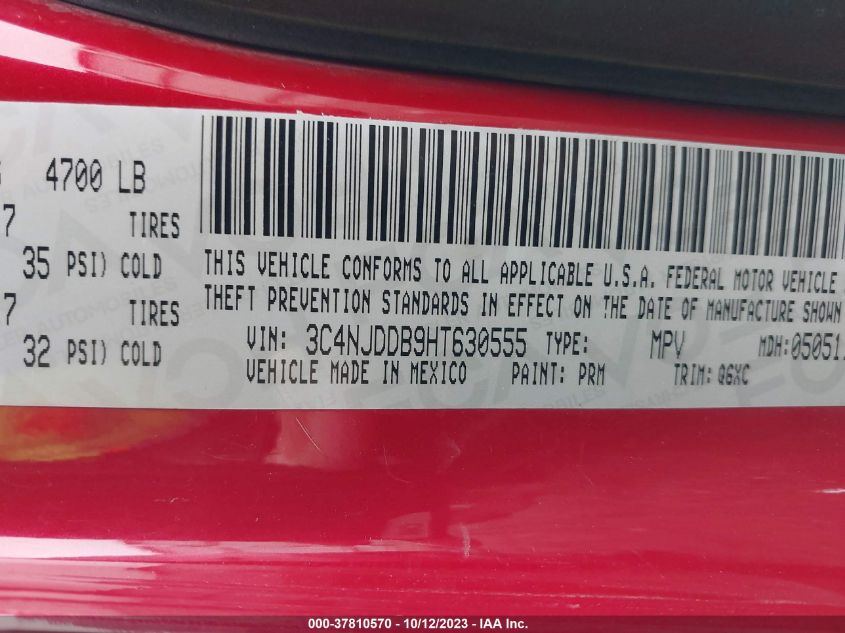 4700 LB
7 TIRES
35 PSI) COLD
7 TIRES
32 PSI) COLD
THIS VEHICLE CONFORMS TO ALL APPLICABLE U.S.A. FEDERAL MOTOR VEHICLE
THEFT PREVENTION STANDARDS IN EFFECT ON THE DATE OF MANUFACTURE SHOWN
VIN: 3C4NJDDB9HT630555 TYPE: MPV MDH:05051
VEHICLE MADE IN MEXICO PAINT: PRM TRIM: Q6XC
000-37810570 - 10/12/2023 - IAA Inc.